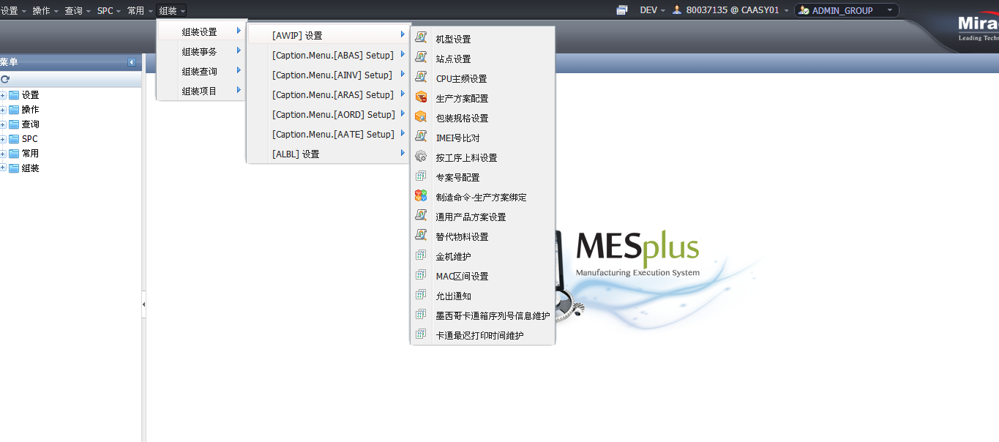 设置 操作 查询 SPC 常用 组装 DEV 80037135 @ CAASY01 ADMIN_GROUP
Mira
Leading Techn
菜单
设置
操作
查询
SPC
常用
组装
组装设置
组装事务
组装查询
组装项目
[AWIP] 设置
[Caption.Menu.[ABAS] Setup]
[Caption.Menu.[AINV] Setup]
[Caption.Menu.[ARAS] Setup]
[Caption.Menu.[AORD] Setup]
[Caption.Menu.[AATE] Setup]
[ALBL] 设置
机型设置
站点设置
CPU主频设置
生产方案配置
包装规格设置
IMEI号比对
按工序上料设置
专案号配置
制造命令-生产方案绑定
通用产品方案设置
替代物料设置
金机维护
MAC区间设置
允出通知
墨西哥卡通箱序列号信息维护
卡通最迟打印时间维护
MESplus
Manufacturing Execution System